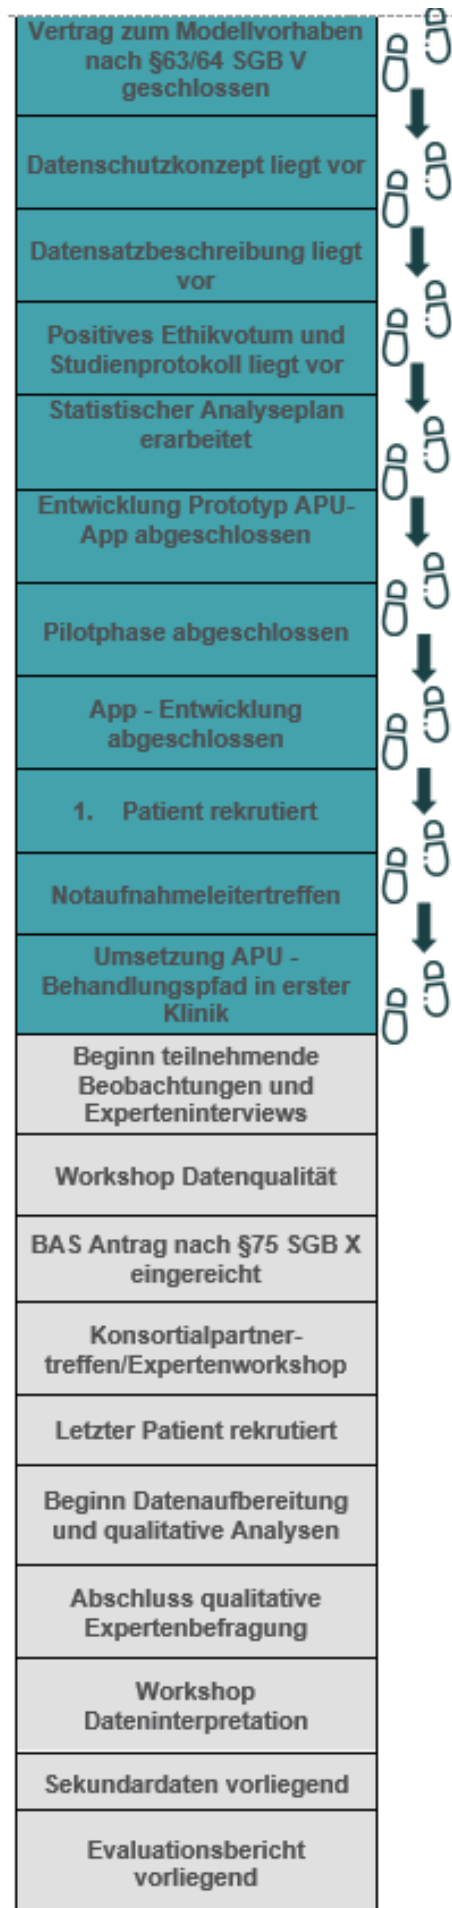 Vertrag zum Modellvorhaben
nach §63/64 SGB V
geschlossen
Datenschutzkonzept liegt vor
Datensatzbeschreibung liegt
vor
Positives Ethikvotum und
Studienprotokoll liegt vor
Statistischer Analyseplan
erarbeitet
Entwicklung Prototyp APU-
App abgeschlossen
Pilotphase abgeschlossen
App - Entwicklung
abgeschlossen
1. Patient rekrutiert
Notaufnahmeleitertreffen
Umsetzung APU -
Behandlungspfad in erster
Klinik
Beginn teilnehmende
Beobachtungen und
Experteninterviews
Workshop Datenqualität
BAS Antrag nach §75 SGB X
eingereicht
Konsortialpartner-
treffen/Expertenworkshop
Letzter Patient rekrutiert
Beginn Datenaufbereitung
und qualitative Analysen
Abschluss qualitative
Expertenbefragung
Workshop
Dateninterpretation
Sekundardaten vorliegend
Evaluationsbericht
vorliegend